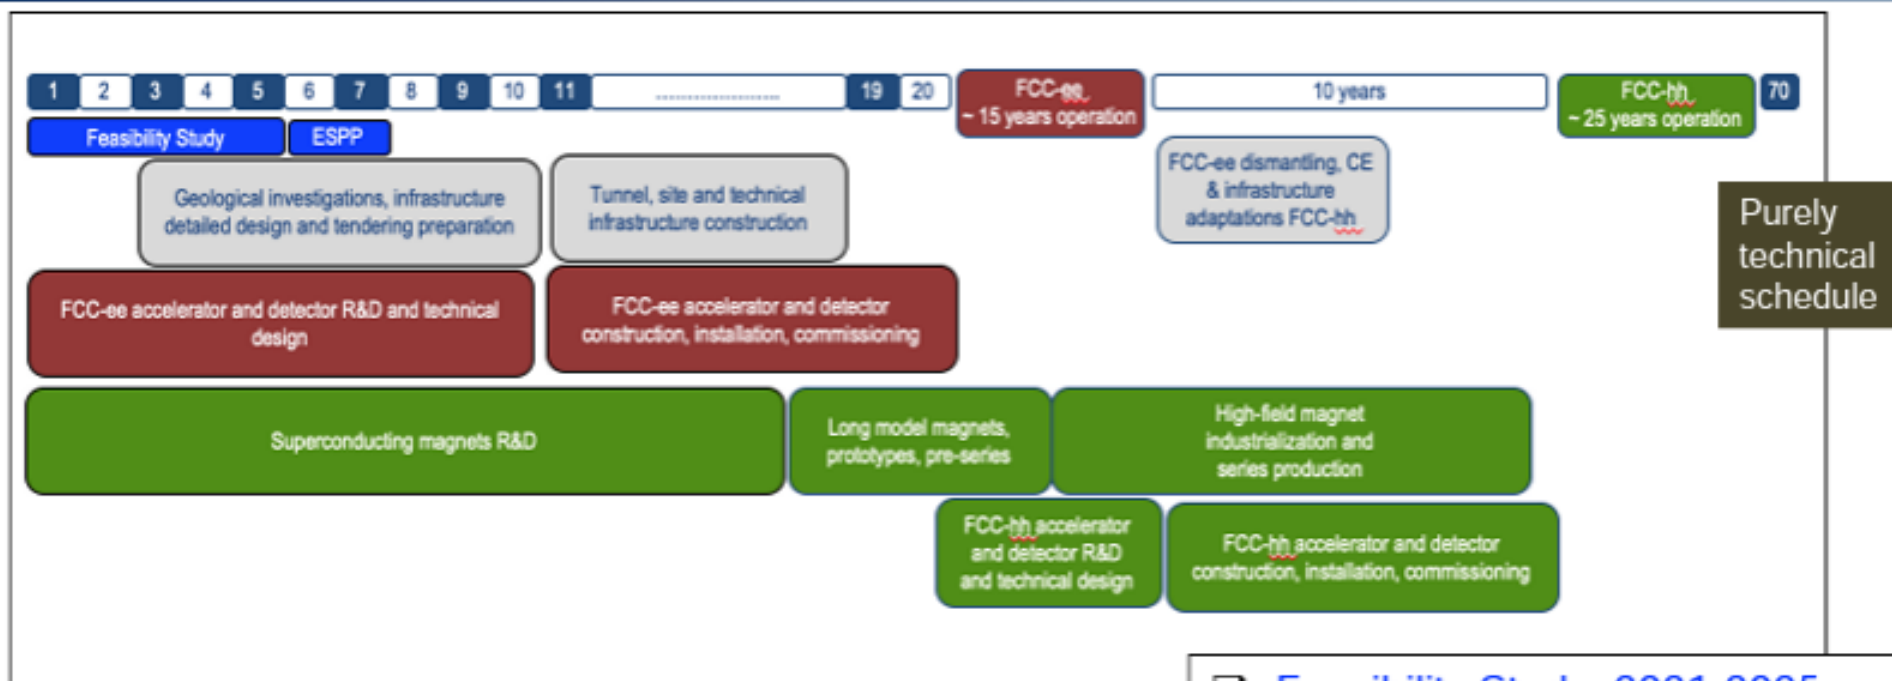 1 2 3 4 5 6 7 8 9 10 11 ........................ 19 20
FCC-ee
~ 15 years operation
10 years
FCC-hh
~ 25 years operation
70
Feasibility Study
ESPP
Geological investigations, infrastructure
detailed design and tendering preparation
Tunnel, site and technical
infrastructure construction
FCC-ee dismantling, CE
& infrastructure
adaptations FCC-hh
Purely
technical
schedule
FCC-ee accelerator and detector R&D and technical
design
FCC-ee accelerator and detector
construction, installation, commissioning
Superconducting magnets R&D
Long model magnets,
prototypes, pre-series
High-field magnet
industrialization and
series production
FCC-hh accelerator
and detector R&D
and technical design
FCC-hh accelerator and detector
construction, installation, commissioning
Feasibility Study: 2021-2025